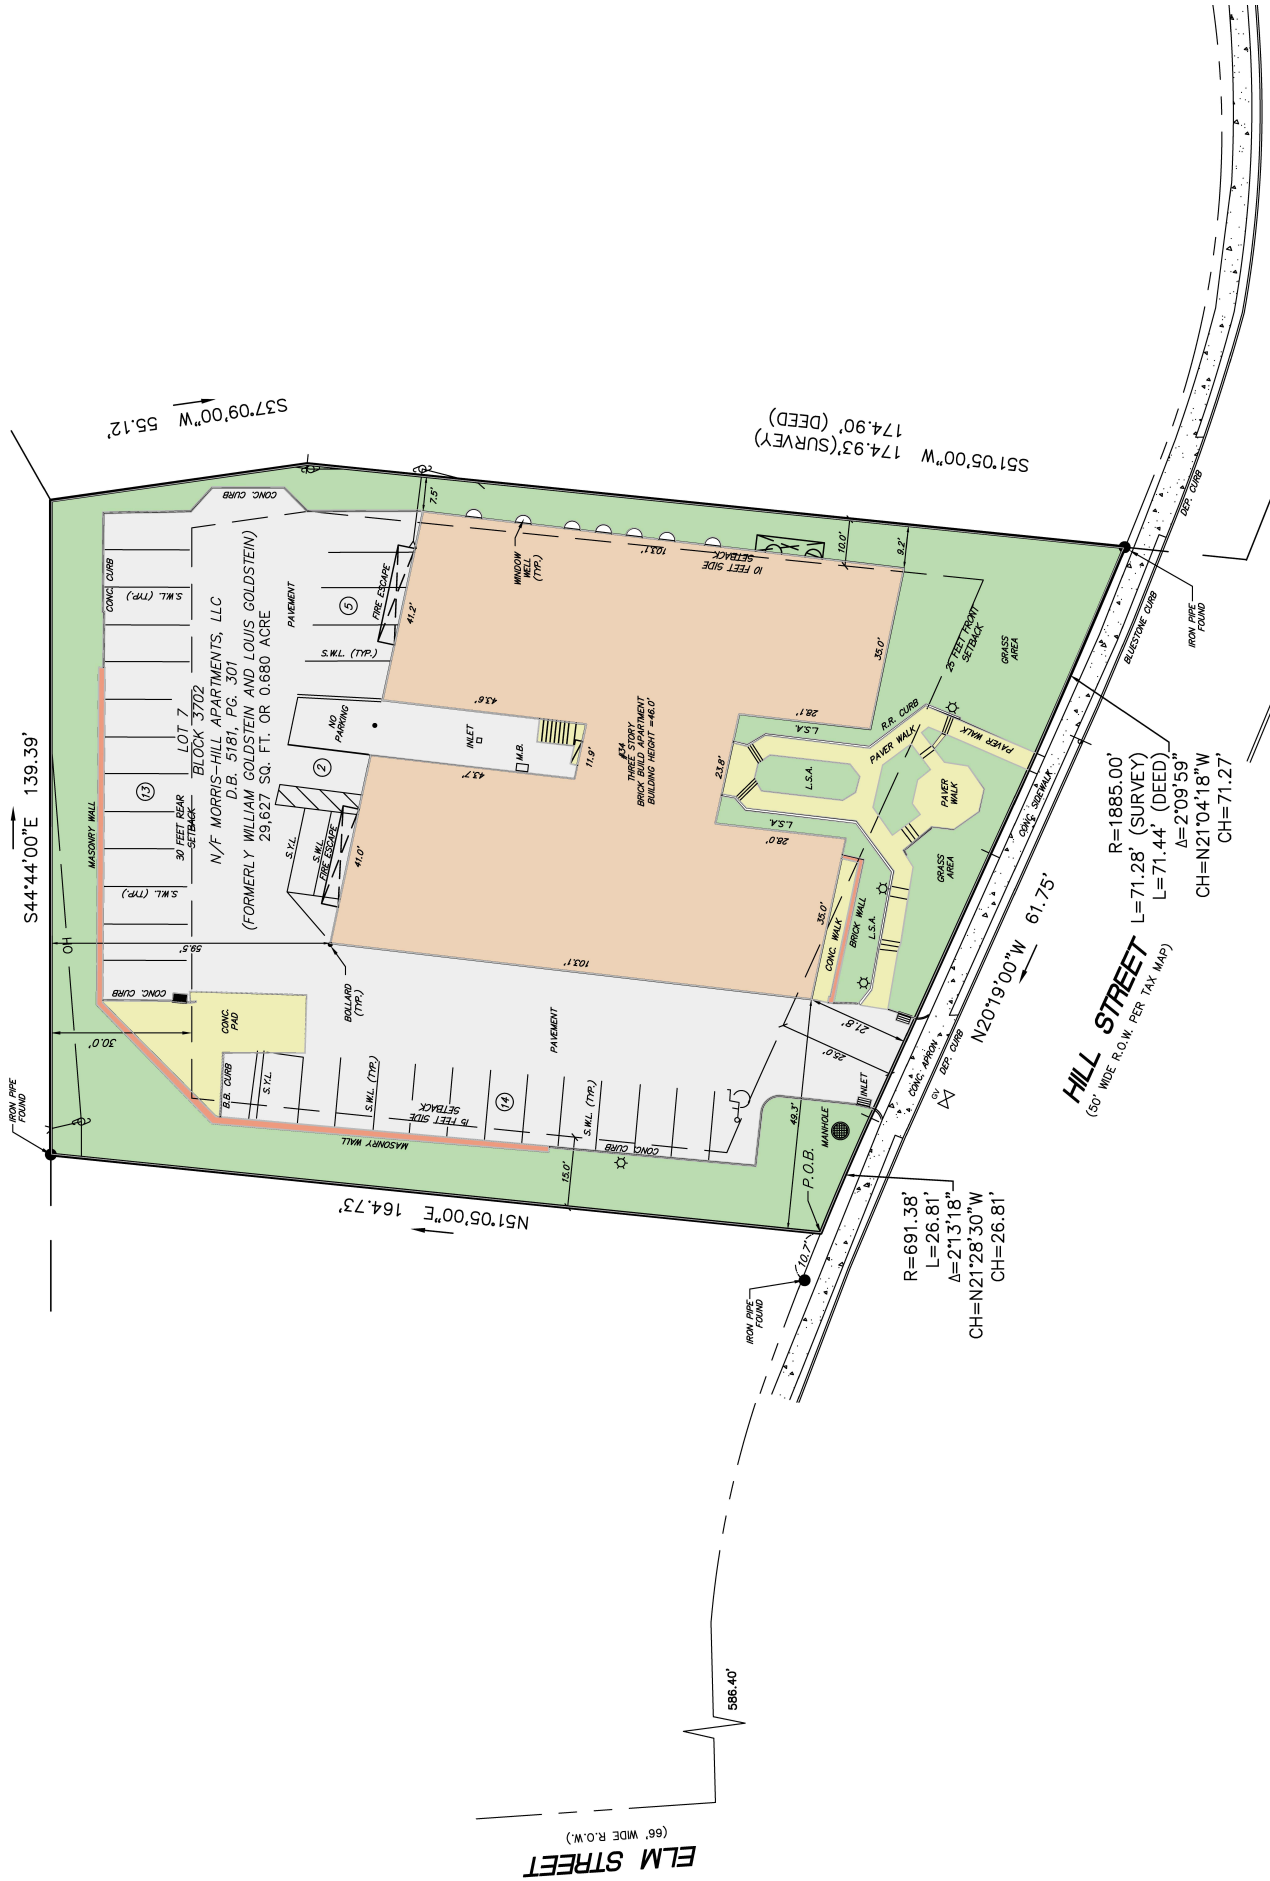 S44°44'00"E 139.39'
S37°09'00"W 55.12'
S51°05'00"W 174.93'(SURVEY)
174.90' (DEED)
IRON PIPE
FOUND
OH
MASONRY WALL
CONC. CURB
CONC. CURB
S.W.L. (TYP.)
S.W.L. (TYP.)
13
30 FEET REAR
SETBACK
LOT 7
BLOCK 3702
N/F MORRIS-HILL APARTMENTS, LLC
D.B. 5181, PG. 301
(FORMERLY WILLIAM GOLDSTEIN AND LOUIS GOLDSTEIN)
29,627 SQ. FT. OR 0.680 ACRE
PAVEMENT
5
FIRE ESCAPE
S.W.L. (TYP.)
7.5'
41.2'
WINDOW
WELL
(TYP.)
103.1'
10 FEET SIDE
SETBACK
10.0'
9.2'
NO
PARKING
2
INLET
M.B.
43.6'
43.7'
11.9'
#34
THREE STORY
BRICK BUILD APARTMENT
BUILDING HEIGHT =46.0'
S.Y.L.
S.W.L.
FIRE ESCAPE
41.0'
59.5'
30.0'
CONC. CURB
CONC.
PAD
B.B. CURB
S.Y.L.
BOLLARD
(TYP.)
103.1'
PAVEMENT
S.W.L. (TYP.)
15 FEET SIDE
SETBACK
14
S.W.L. (TYP.)
MASONRY WALL
CONC. CURB
15.0'
49.3'
25.0'
21.8'
35.0'
28.1'
23.8'
28.0'
35.0'
L.S.A.
L.S.A.
L.S.A.
L.S.A.
R.R. CURB
PAVER WALK
PAVER WALK
PAVER
WALK
25 FEET FRONT
SETBACK
GRASS
AREA
GRASS
AREA
CONC. WALK
BRICK WALL
MANHOLE
INLET
P.O.B.
CONC. APRON
DEP. CURB
GV
CONC. SIDEWALK
BLUESTONE CURB
DEP. CURB
IRON PIPE
FOUND
N51°05'00"E 164.73'
10.7'
IRON PIPE
FOUND
R=691.38'
L=26.81'
Δ=2°13'18"
CH=N21°28'30"W
CH=26.81'
N20°19'00"W 61.75'
R=1885.00'
L=71.28' (SURVEY)
L=71.44' (DEED)
Δ=2°09'59"
CH=N21°04'18"W
CH=71.27'
HILL STREET
(50' WIDE R.O.W. PER TAX MAP)
586.40'
ELM STREET
(66' WIDE R.O.W.)